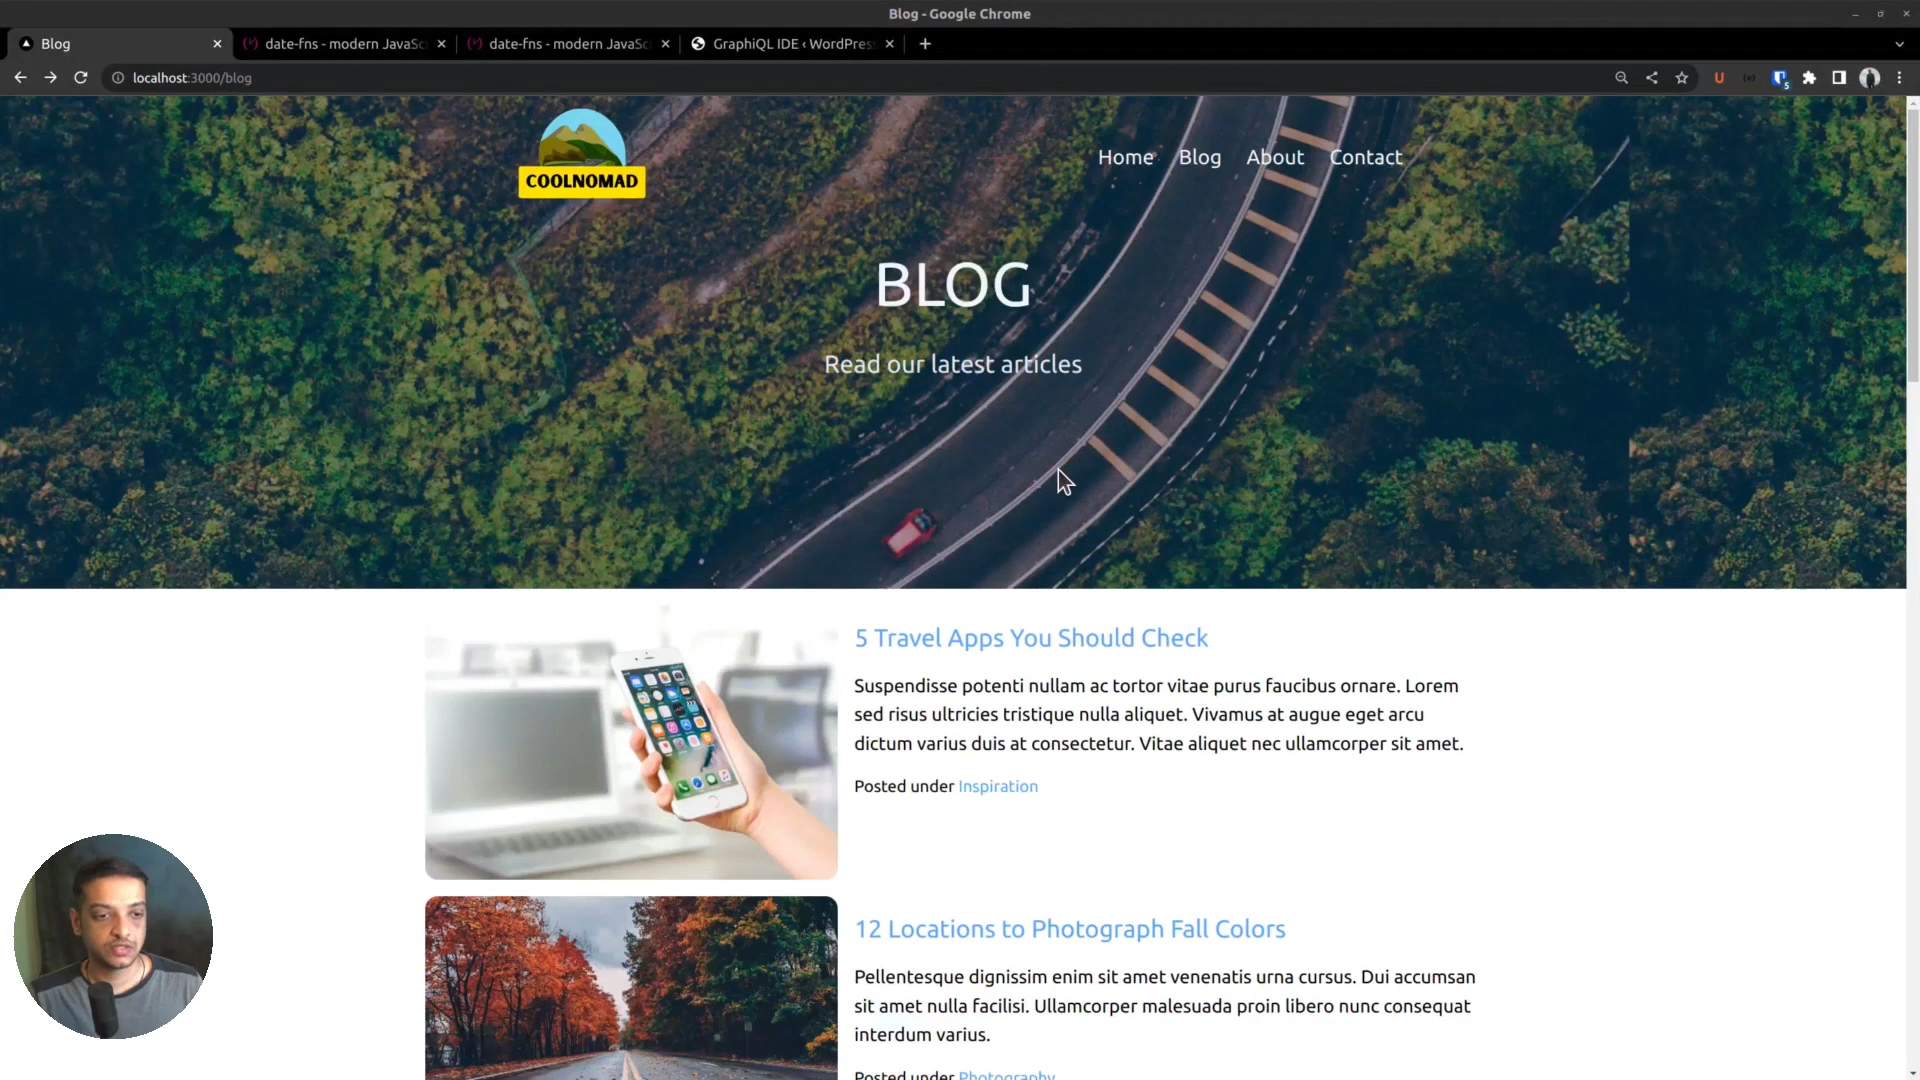 Blog - Google Chrome
Blog
date-fns - modern JavaSc
date-fns - modern JavaSc
GraphiQL IDE ‹ WordPres
localhost:3000/blog
5
COOLNOMAD
Home Blog About Contact
BLOG
Read our latest articles
5 Travel Apps You Should Check
Suspendisse potenti nullam ac tortor vitae purus faucibus ornare. Lorem
sed risus ultricies tristique nulla aliquet. Vivamus at augue eget arcu
dictum varius duis at consectetur. Vitae aliquet nec ullamcorper sit amet.
Posted under Inspiration
12 Locations to Photograph Fall Colors
Pellentesque dignissim enim sit amet venenatis urna cursus. Dui accumsan
sit amet nulla facilisi. Ullamcorper malesuada proin libero nunc consequat
interdum varius.
Posted under Photography